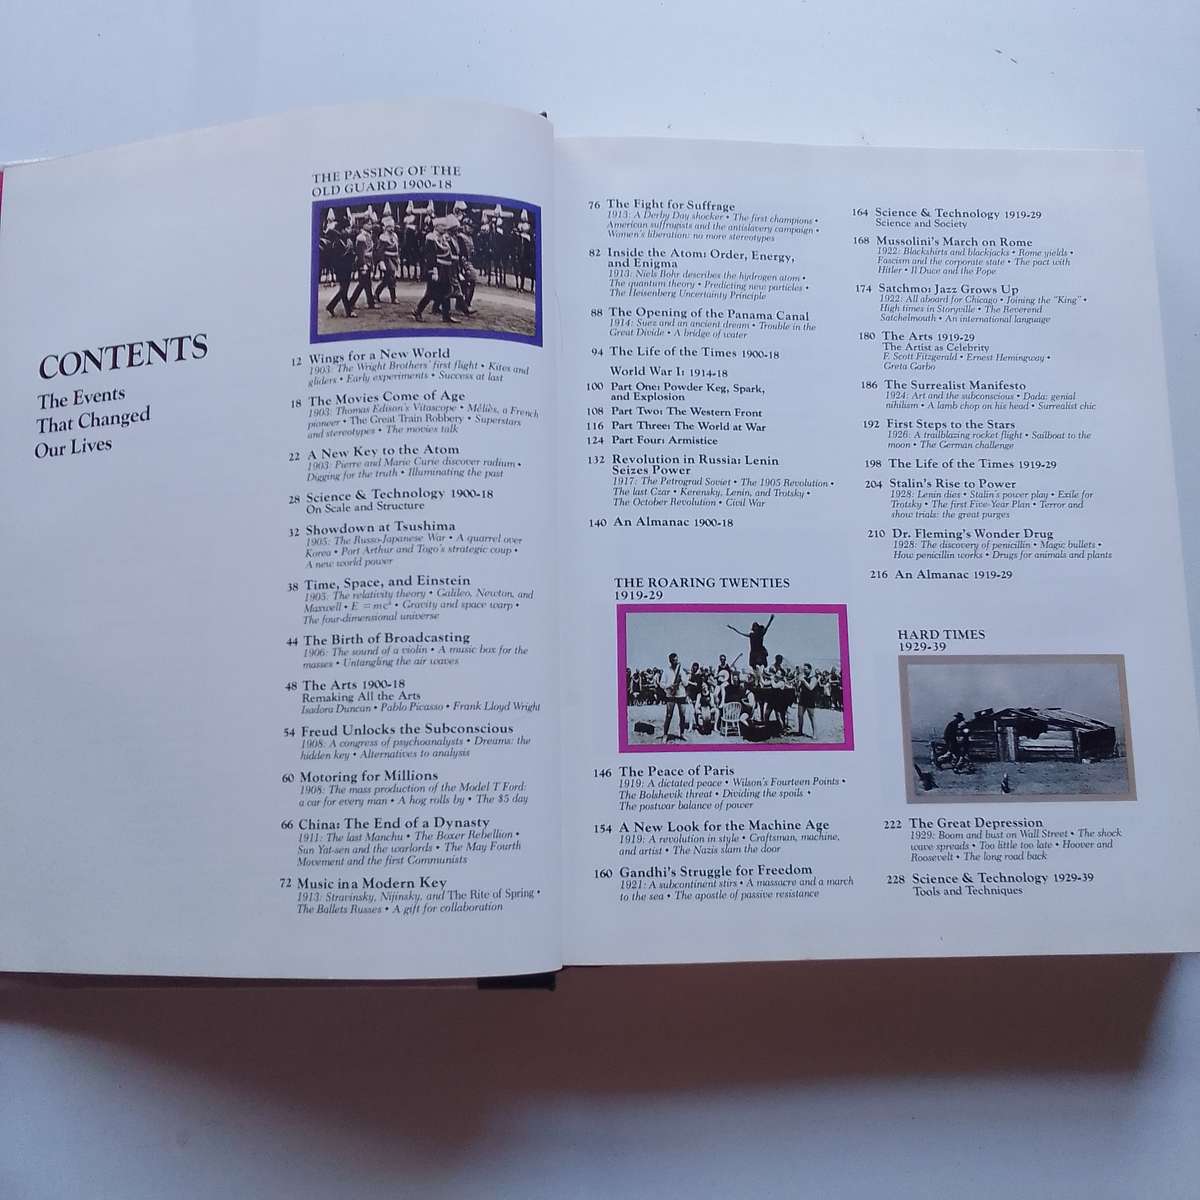 CONTENTS
The Events
That Changed
Our Lives
THE PASSING OF THE
OLD GUARD 1900-18
12 Wings for a New World
1903: The Wright Brothers' first flight • Kites and
gliders • Early experiments • Success at last
18 The Movies Come of Age
1903: Thomas Edison's Vitascope • Méliès, a French
pioneer • The Great Train Robbery • Superstars
and stereotypes • The movies talk
22 A New Key to the Atom
1903: Pierre and Marie Curie discover radium •
Digging for the truth • Illuminating the past
28 Science & Technology 1900-18
On Scale and Structure
32 Showdown at Tsushima
1905: The Russo-Japanese War • A quarrel over
Korea • Port Arthur and Togo's strategic coup •
A new world power
38 Time, Space, and Einstein
1905: The relativity theory • Galileo, Newton, and
Maxwell • E = mc² • Gravity and space warp •
The four-dimensional universe
44 The Birth of Broadcasting
1906: The sound of a violin • A music box for the
masses • Untangling the air waves
48 The Arts 1900-18
Remaking All the Arts
Isadora Duncan • Pablo Picasso • Frank Lloyd Wright
54 Freud Unlocks the Subconscious
1908: A congress of psychoanalysts • Dreams: the
hidden key • Alternatives to analysis
60 Motoring for Millions
1908: The mass production of the Model T Ford:
a car for every man • A hog rolls by • The $5 day
66 China: The End of a Dynasty
1911: The last Manchu • The Boxer Rebellion •
Sun Yat-sen and the warlords • The May Fourth
Movement and the first Communists
72 Music in a Modern Key
1913: Stravinsky, Nijinsky, and The Rite of Spring •
The Ballets Russes • A gift for collaboration
76 The Fight for Suffrage
1913: A Derby Day shocker • The first champions •
American suffragists and the antislavery campaign •
Women's liberation: no more stereotypes
82 Inside the Atom: Order, Energy,
and Enigma
1913: Niels Bohr describes the hydrogen atom •
The quantum theory • Predicting new particles •
The Heisenberg Uncertainty Principle
88 The Opening of the Panama Canal
1914: Suez and an ancient dream • Trouble in the
Great Divide • A bridge of water
94 The Life of the Times 1900-18
World War I: 1914-18
100 Part One: Powder Keg, Spark,
and Explosion
108 Part Two: The Western Front
116 Part Three: The World at War
124 Part Four: Armistice
132 Revolution in Russia: Lenin
Seizes Power
1917: The Petrograd Soviet • The 1905 Revolution •
The last Czar • Kerensky, Lenin, and Trotsky •
The October Revolution • Civil War
140 An Almanac 1900-18
THE ROARING TWENTIES
1919-29
146 The Peace of Paris
1919: A dictated peace • Wilson's Fourteen Points •
The Bolshevik threat • Dividing the spoils •
The postwar balance of power
154 A New Look for the Machine Age
1919: A revolution in style • Craftsman, machine,
and artist • The Nazis slam the door
160 Gandhi's Struggle for Freedom
1921: A subcontinent stirs • A massacre and a march
to the sea • The apostle of passive resistance
164 Science & Technology 1919-29
Science and Society
168 Mussolini's March on Rome
1922: Blackshirts and blackjacks • Rome yields •
Fascism and the corporate state • The pact with
Hitler • Il Duce and the Pope
174 Satchmo: Jazz Grows Up
1922: All aboard for Chicago • Joining the "King" •
High times in Storyville • The Reverend
Satchelmouth • An international language
180 The Arts 1919-29
The Artist as Celebrity
F. Scott Fitzgerald • Ernest Hemingway •
Greta Garbo
186 The Surrealist Manifesto
1924: Art and the subconscious • Dada: genial
nihilism • A lamb chop on his head • Surrealist chic
192 First Steps to the Stars
1926: A trailblazing rocket flight • Sailboat to the
moon • The German challenge
198 The Life of the Times 1919-29
204 Stalin's Rise to Power
1928: Lenin dies • Stalin's power play • Exile for
Trotsky • The first Five-Year Plan • Terror and
show trials: the great purges
210 Dr. Fleming's Wonder Drug
1928: The discovery of penicillin • Magic bullets •
How penicillin works • Drugs for animals and plants
216 An Almanac 1919-29
HARD TIMES
1929-39
222 The Great Depression
1929: Boom and bust on Wall Street • The shock
wave spreads • Too little too late • Hoover and
Roosevelt • The long road back
228 Science & Technology 1929-39
Tools and Techniques